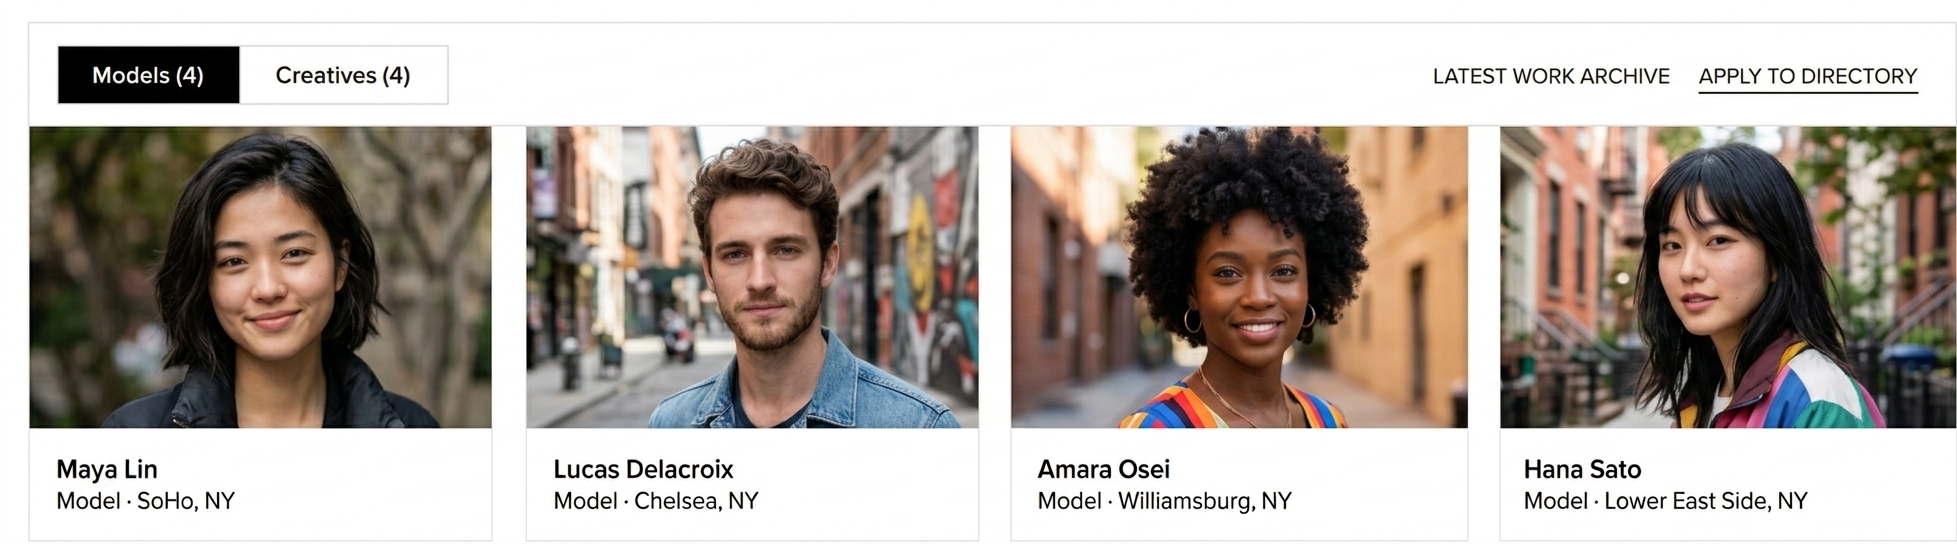 Models (4)
Creatives (4)
LATEST WORK ARCHIVE
APPLY TO DIRECTORY
Maya Lin
Model · SoHo, NY
Lucas Delacroix
Model · Chelsea, NY
Amara Osei
Model · Williamsburg, NY
Hana Sato
Model · Lower East Side, NY